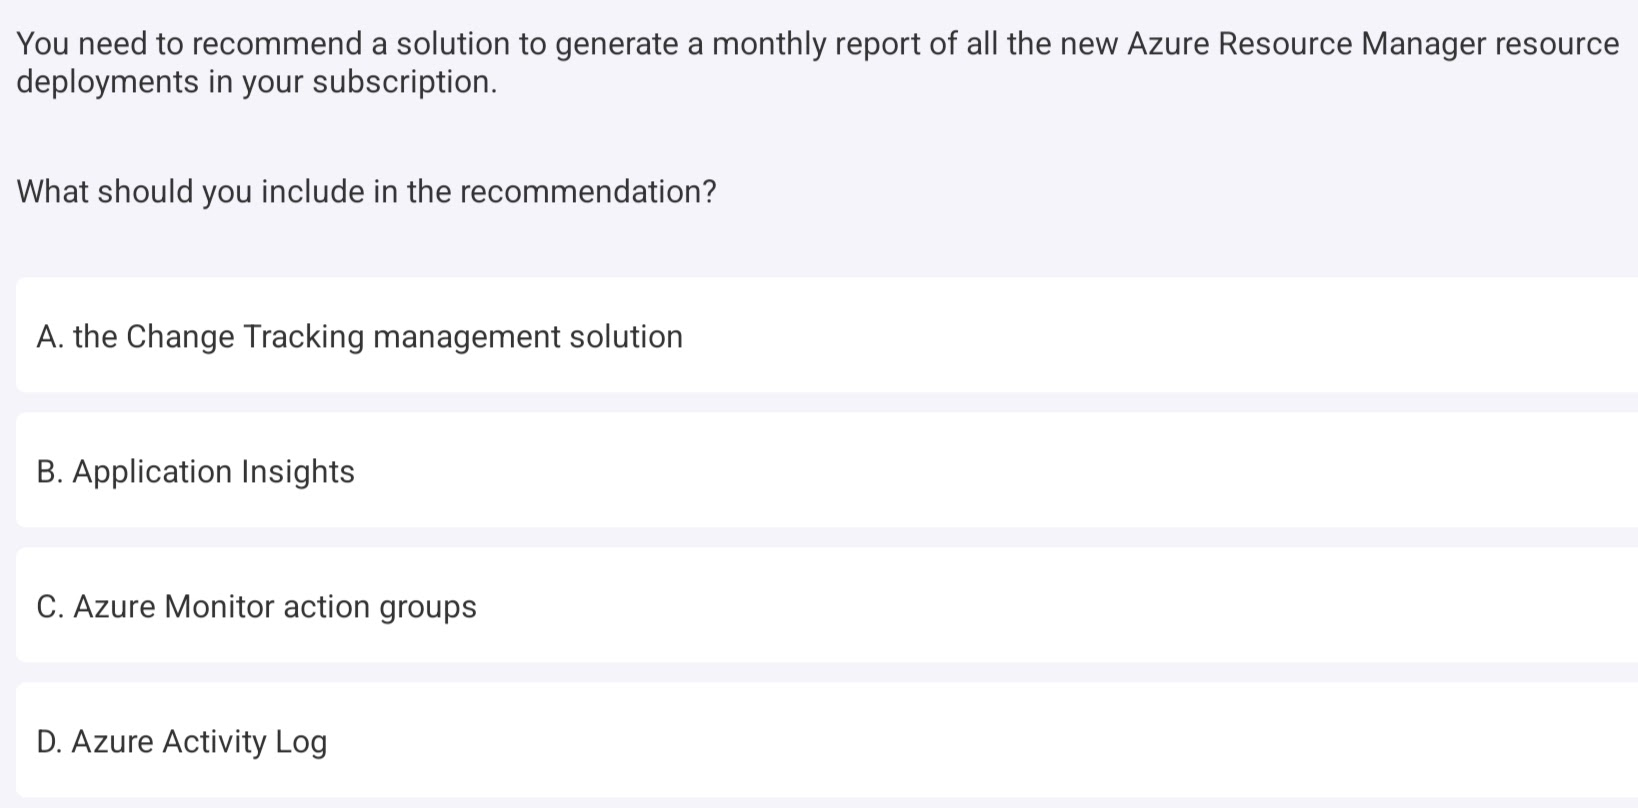 You need to recommend a solution to generate a monthly report of all the new Azure Resource Manager resource
deployments in your subscription.
What should you include in the recommendation?
A. the Change Tracking management solution
B. Application Insights
C. Azure Monitor action groups
D. Azure Activity Log